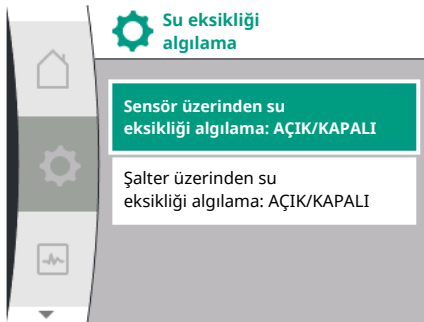 Su eksikliği
algılama
Sensör üzerinden su
eksikliği algılama: AÇIK/KAPALI
Şalter üzerinden su
eksikliği algılama: AÇIK/KAPALI